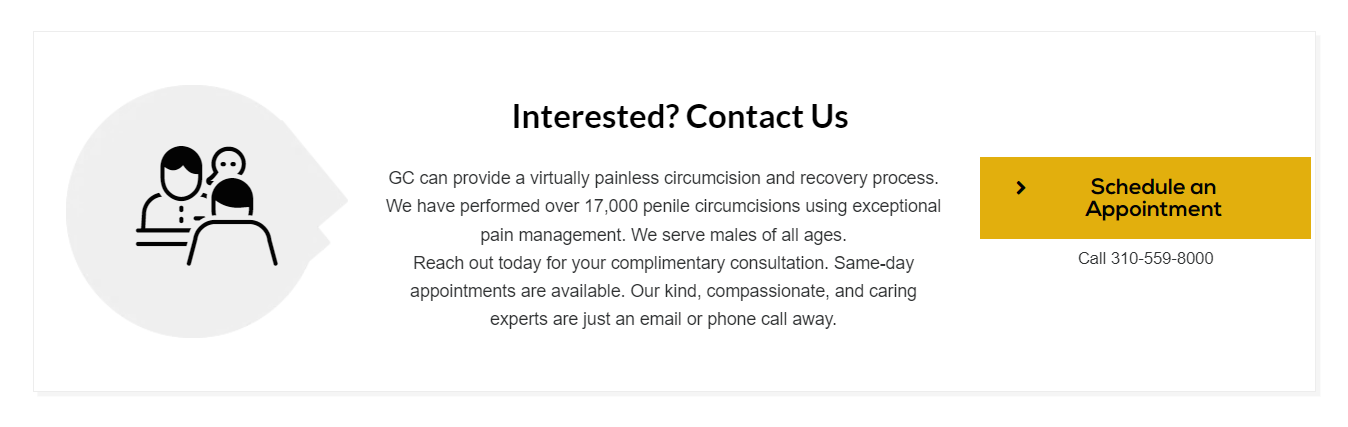 Interested? Contact Us
GC can provide a virtually painless circumcision and recovery process.
We have performed over 17,000 penile circumcisions using exceptional
pain management. We serve males of all ages.
Reach out today for your complimentary consultation. Same-day
appointments are available. Our kind, compassionate, and caring
experts are just an email or phone call away.
Schedule an
Appointment
Call 310-559-8000